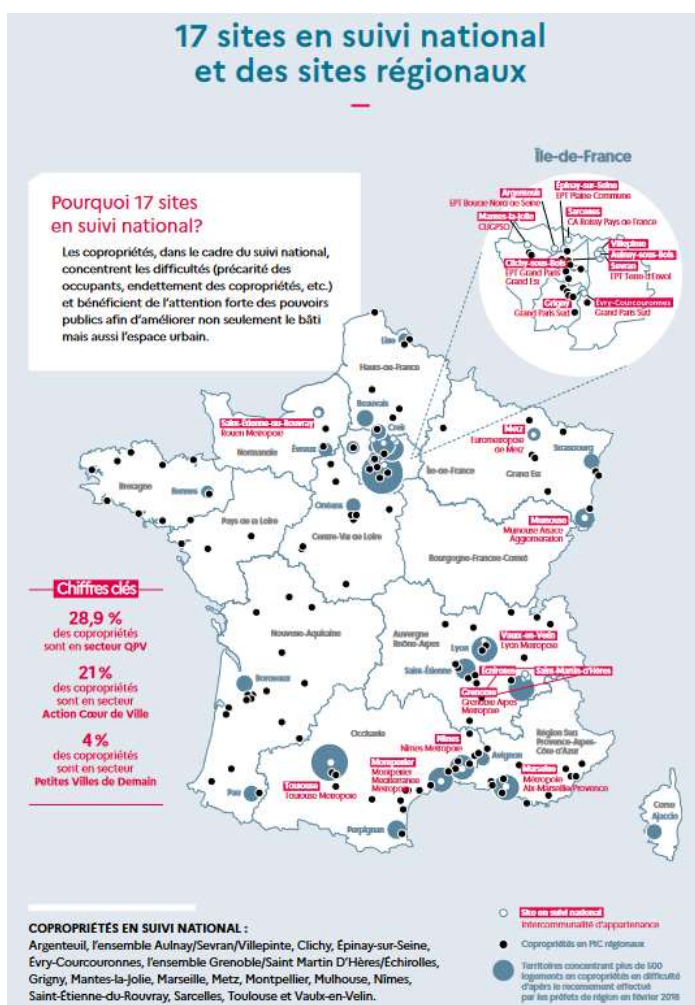 17 sites en suivi national
et des sites régionaux
Île-de-France
Pourquoi 17 sites
en suivi national?
Les copropriétés, dans le cadre du suivi national,
concentrent les difficultés (précarité des
occupants, endettement des copropriétés, etc.)
et bénéficient de l'attention forte des pouvoirs
publics afin d'améliorer non seulement le bâti
mais aussi l'espace urbain.
Épinay-sur-Seine
EPT Plaine Commune
Argenteuil
EPT Boucle Nord de Seine
Sarcelles
CA Roissy Pays de France
Mantes-la-Jolie
CUGPSO
Villepinte
Aulnay-sous-Bois
Sevran
EPT Terre d'Envol
Clichy-sous-Bois
EPT Grand Paris
Grand Est
Grigny
Grand Paris Sud
Évry-Courcouronnes
Grand Paris Sud
Lille
Hauts-de-France
Beauvais
Creil
Saint-Étienne-du-Rouvray
Rouen Métropole
Normandie
Évreux
Metz
Eurométropole
de Metz
Strasbourg
Île-de-France
Grand Est
Bretagne
Rennes
Orléans
Mulhouse
Mulhouse Alsace
Agglomération
Pays de la Loire
Centre-Val de Loire
Bourgogne-Franche-Comté
Chiffres clés
28,9 %
des copropriétés
sont en secteur QPV
21 %
des copropriétés
sont en secteur
Action Cœur de Ville
4 %
des copropriétés
sont en secteur
Petites Villes de Demain
Nouvelle-Aquitaine
Auvergne
Rhône-Alpes
Vaulx-en-Velin
Lyon Métropole
Lyon
Saint-Étienne
Échirolles
Saint-Martin-d'Hères
Grenoble
Grenoble Alpes
Métropole
Bordeaux
Occitanie
Région Sud
Provence-Alpes-
Côte d'Azur
Nîmes
Nîmes Métropole
Avignon
Montpellier
Montpellier
Méditerranée
Métropole
Marseille
Métropole
Aix-Marseille Provence
Toulouse
Toulouse Métropole
Pau
Perpignan
Corse
Ajaccio
COPROPRIÉTÉS EN SUIVI NATIONAL :
Argenteuil, l'ensemble Aulnay/Sevran/Villepinte, Clichy, Épinay-sur-Seine,
Évry-Courcouronnes, l'ensemble Grenoble/Saint Martin D'Hères/Échirolles,
Grigny, Mantes-la-Jolie, Marseille, Metz, Montpellier, Mulhouse, Nîmes,
Saint-Étienne-du-Rouvray, Sarcelles, Toulouse et Vaulx-en-Velin.
Site en suivi national
Intercommunalité d'appartenance
Copropriétés en PIC régionaux
Territoires concentrant plus de 500
logements en copropriétés en difficulté
d'après le recensement effectué
par les préfets de région en février 2018